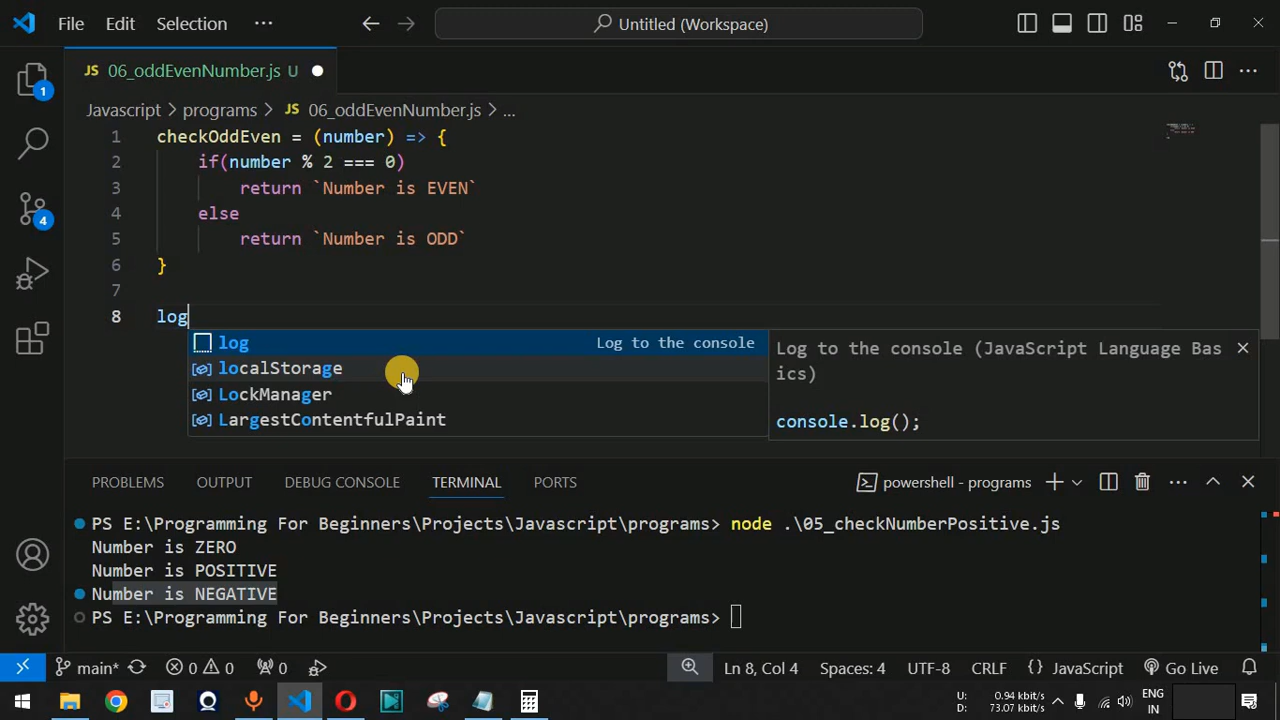 File Edit Selection ··· Untitled (Workspace)
JS 06_oddEvenNumber.js U
Javascript > programs > JS 06_oddEvenNumber.js > ...
1 checkOddEven = (number) => {
2 if(number % 2 === 0)
3 return `Number is EVEN`
4 else
5 return `Number is ODD`
6 }
7
8 log
log Log to the console
localStorage
LockManager
LargestContentfulPaint
Log to the console (JavaScript Language Bas
ics)
console.log();
1
4
PROBLEMS OUTPUT DEBUG CONSOLE TERMINAL PORTS powershell - programs
PS E:\Programming For Beginners\Projects\Javascript\programs> node .\05_checkNumberPositive.js
Number is ZERO
Number is POSITIVE
Number is NEGATIVE
PS E:\Programming For Beginners\Projects\Javascript\programs>
main* 0 0 0 Ln 8, Col 4 Spaces: 4 UTF-8 CRLF {} JavaScript Go Live
U: 0.94 kbit/s
D: 73.07 kbit/s
ENG
IN